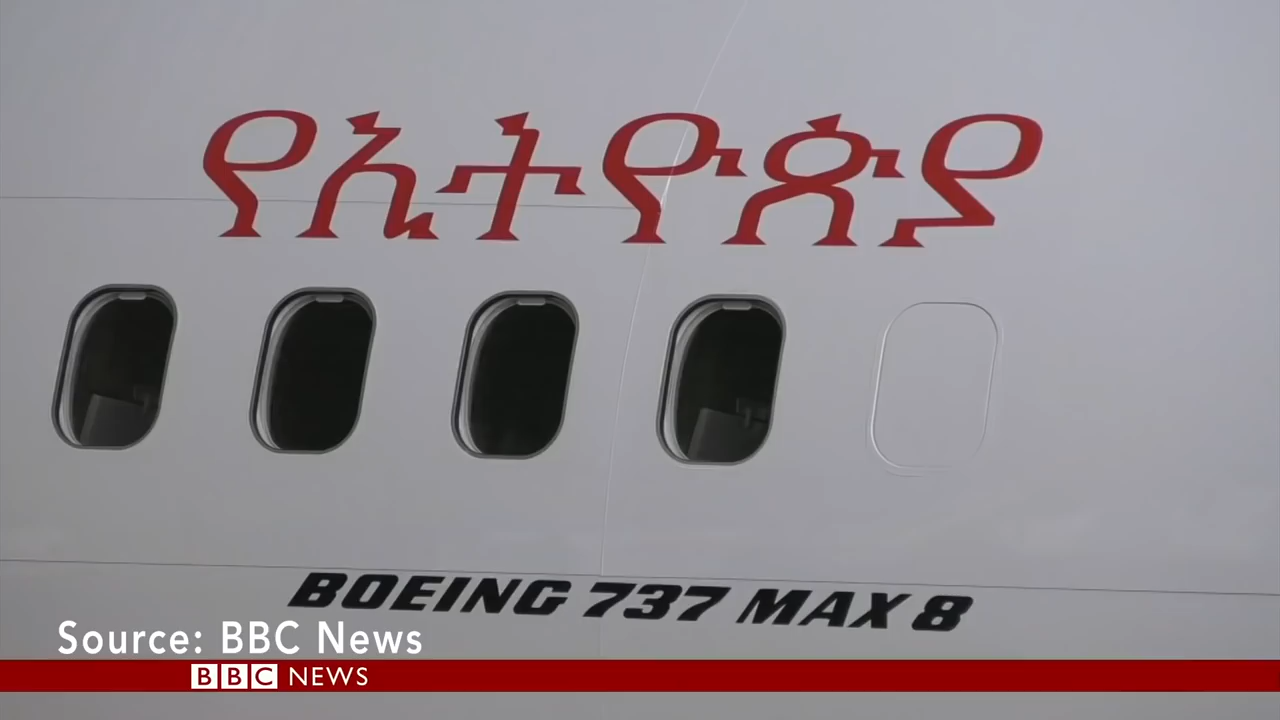 የኢትዮጵያ
BOEING 737 MAX 8
Source: BBC News
BBC NEWS